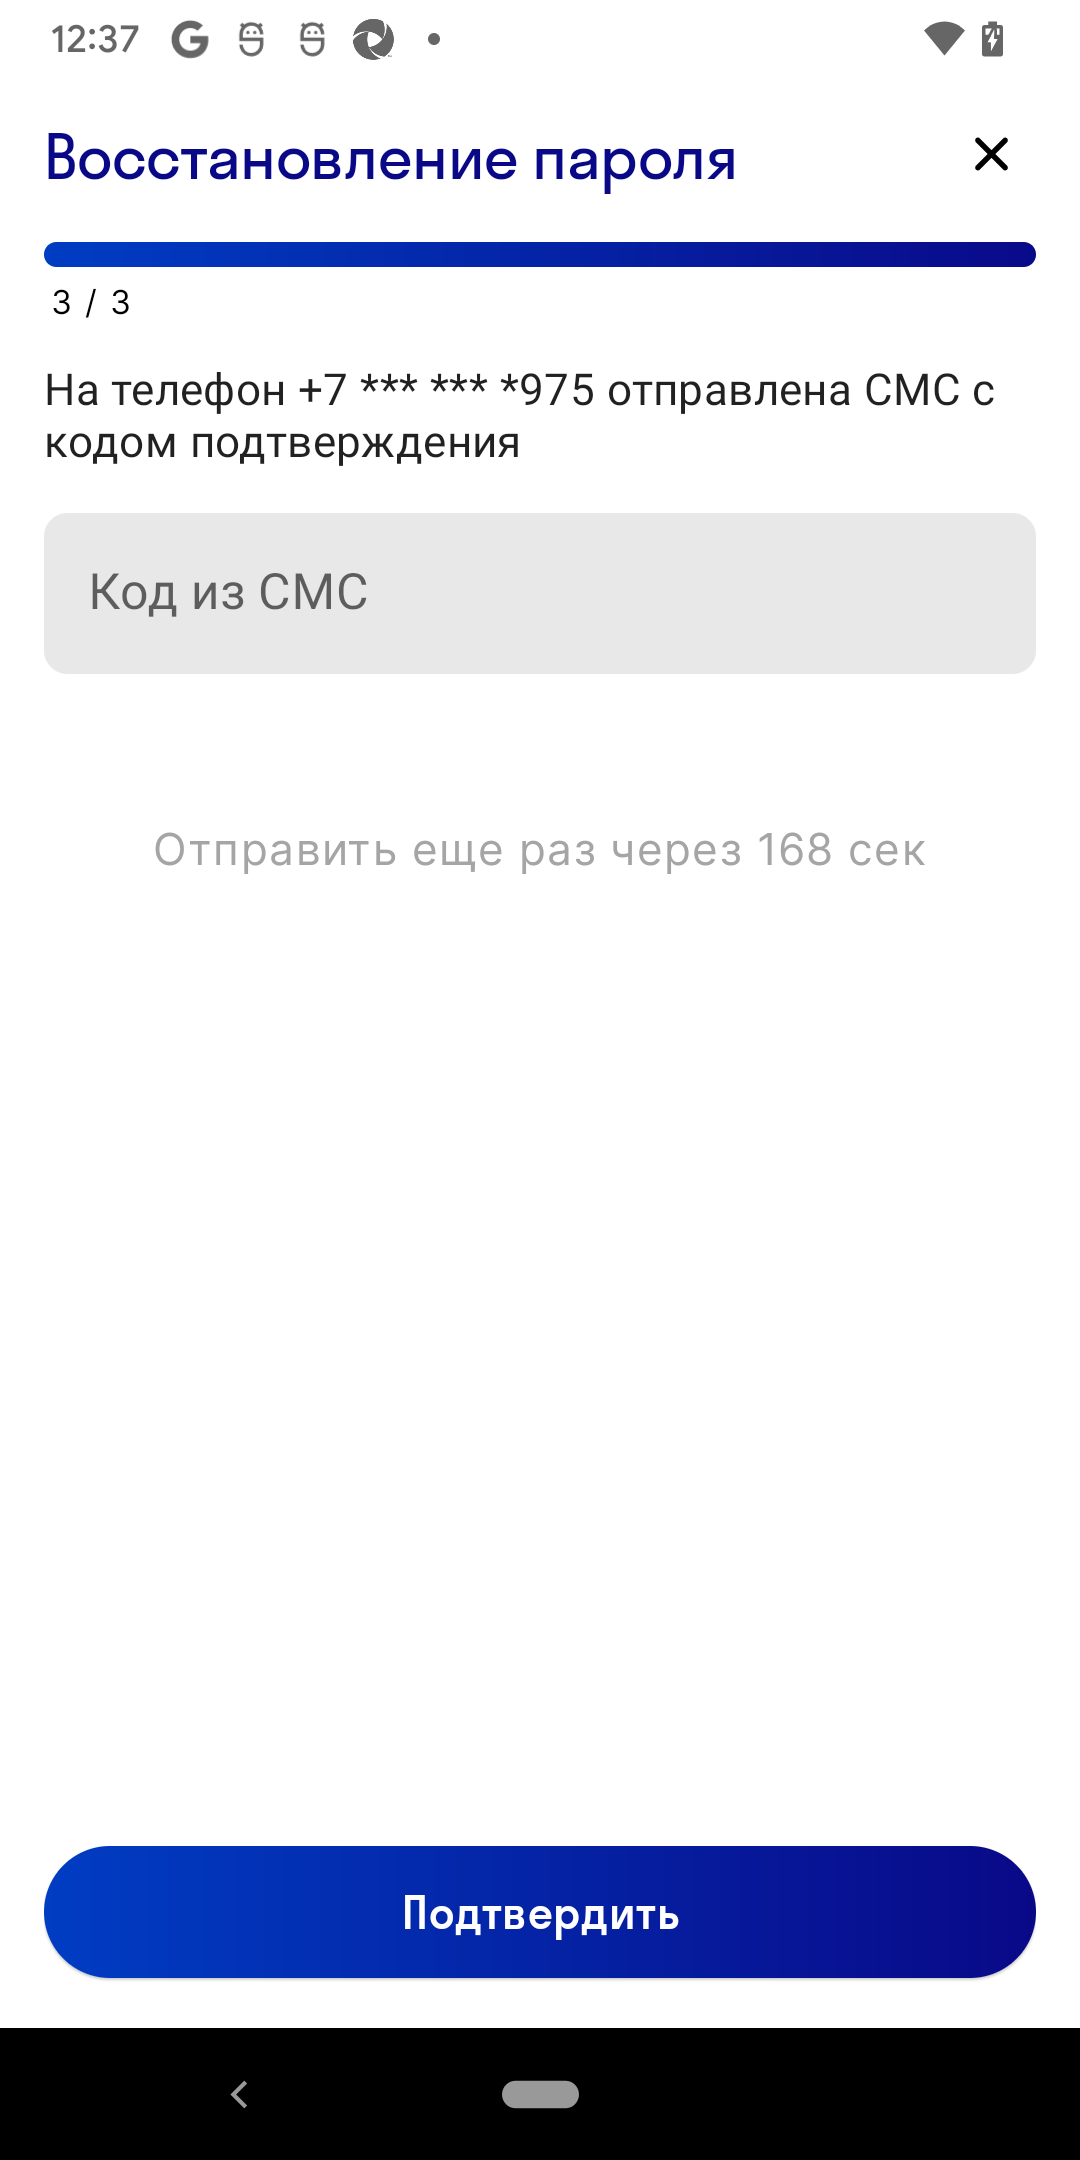 12:37
Восстановление пароля
3 / 3
На телефон +7 *** *** *975 отправлена СМС с
кодом подтверждения
Код из СМС
Отправить еще раз через 168 сек
Подтвердить